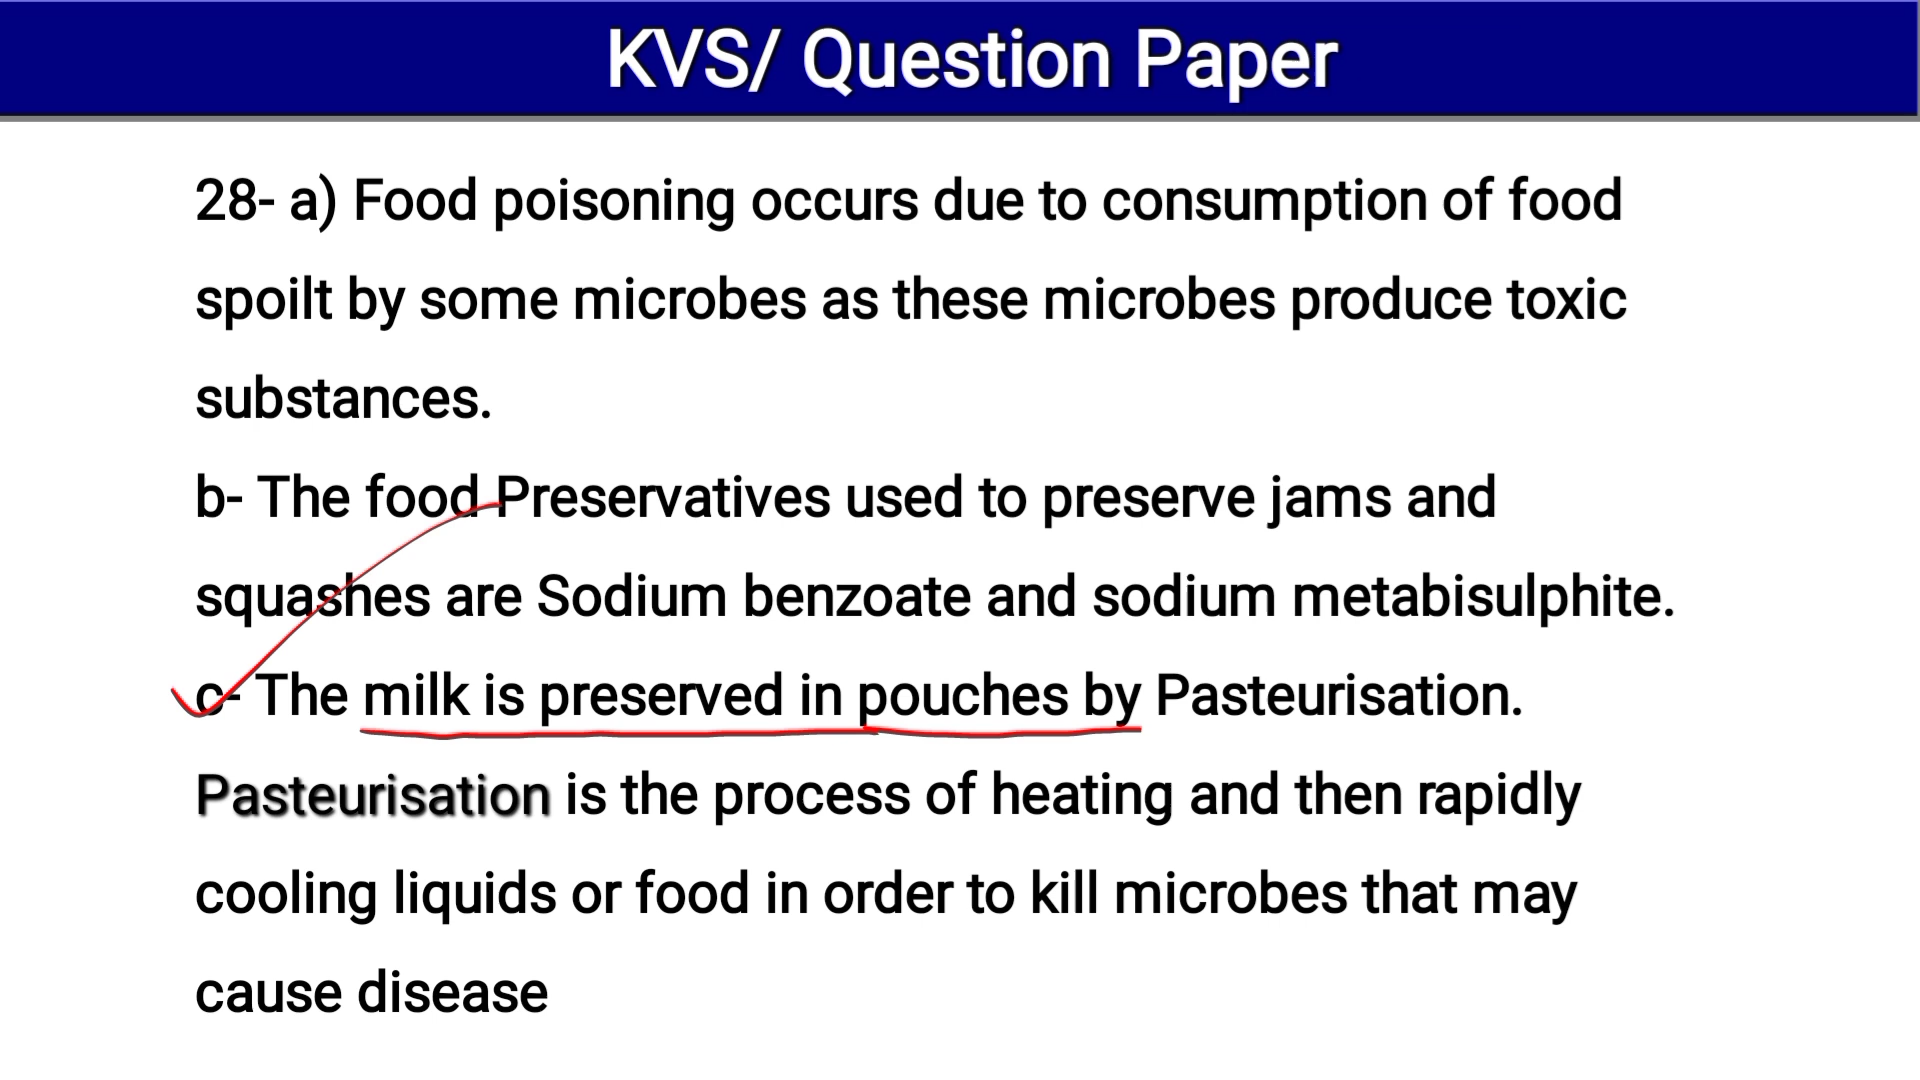 KVS/ Question Paper
28- a) Food poisoning occurs due to consumption of food
spoilt by some microbes as these microbes produce toxic
substances.
b- The food Preservatives used to preserve jams and
squashes are Sodium benzoate and sodium metabisulphite.
c- The milk is preserved in pouches by Pasteurisation.
Pasteurisation is the process of heating and then rapidly
cooling liquids or food in order to kill microbes that may
cause disease